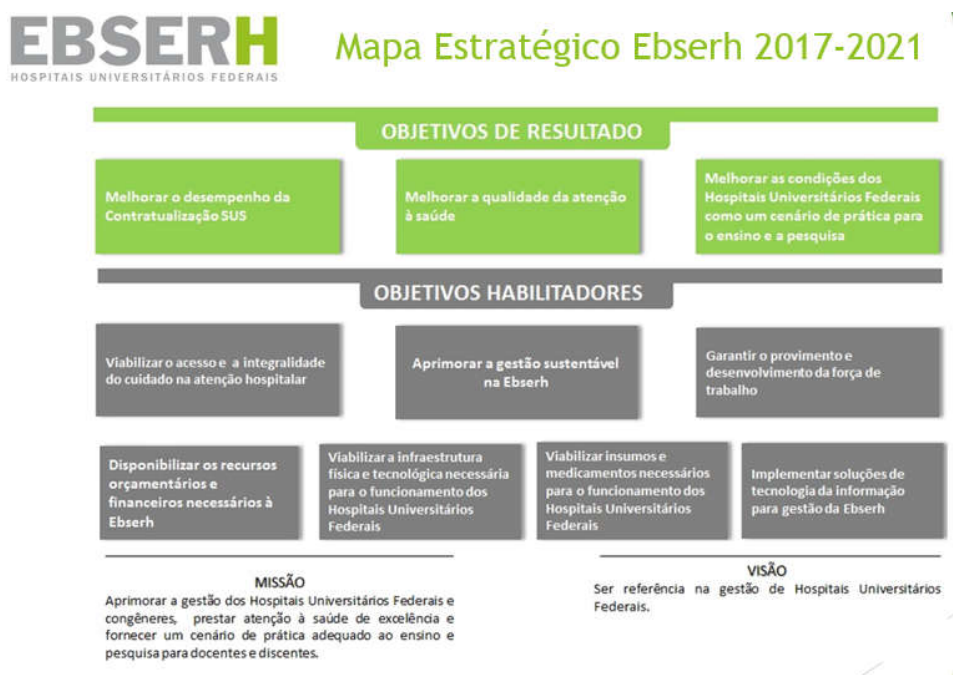 EBSERH
HOSPITAIS UNIVERSITÁRIOS FEDERAIS
Mapa Estratégico Ebserh 2017-2021
OBJETIVOS DE RESULTADO
Melhorar o desempenho da
Contratualização SUS
Melhorar a qualidade da atenção
à saúde
Melhorar as condições dos
Hospitais Universitários Federais
como um cenário de prática para
o ensino e a pesquisa
OBJETIVOS HABILITADORES
Viabilizar o acesso e a integralidade
do cuidado na atenção hospitalar
Aprimorar a gestão sustentável
na Ebserh
Garantir o provimento e
desenvolvimento da força de
trabalho
Disponibilizar os recursos
orçamentários e
financeiros necessários à
Ebserh
Viabilizar a infraestrutura
física e tecnológica necessária
para o funcionamento dos
Hospitais Universitários
Federais
Viabilizar insumos e
medicamentos necessários
para o funcionamento dos
Hospitais Universitários
Federais
Implementar soluções de
tecnologia da informação
para gestão da Ebserh
MISSÃO
Aprimorar a gestão dos Hospitais Universitários Federais e
congêneres, prestar atenção à saúde de excelência e
fornecer um cenário de prática adequado ao ensino e
pesquisa para docentes e discentes.
VISÃO
Ser referência na gestão de Hospitais Universitários
Federais.